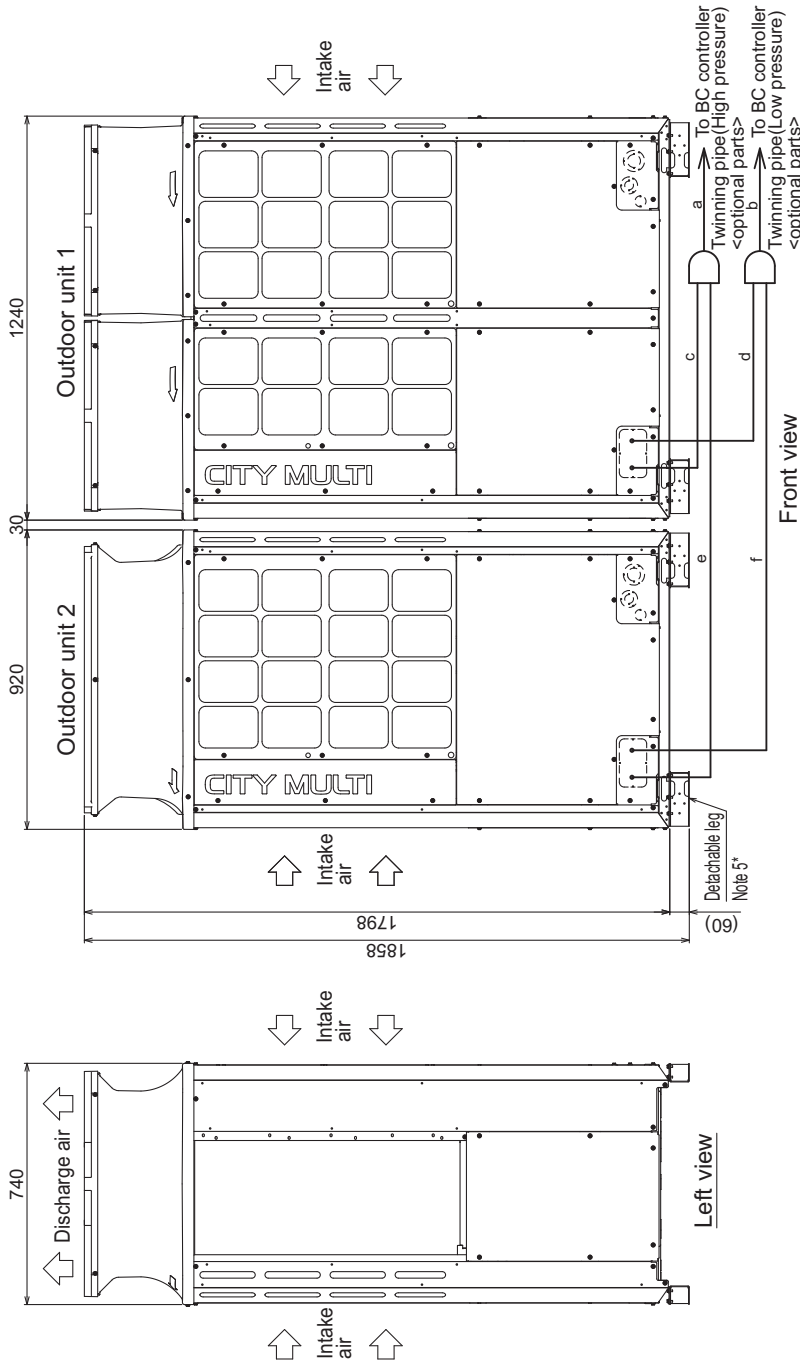 740
Discharge air
Intake
air
Intake
air
Left view
1858
1798
(60)
920
30
1240
Outdoor unit 2
Outdoor unit 1
Intake
air
Intake
air
CITY MULTI
CITY MULTI
Detachable leg
Note 5*
c
d
e
f
a
To BC controller
Twinning pipe(High pressure)
<optional parts>
b
To BC controller
Twinning pipe(Low pressure)
<optional parts>
Front view